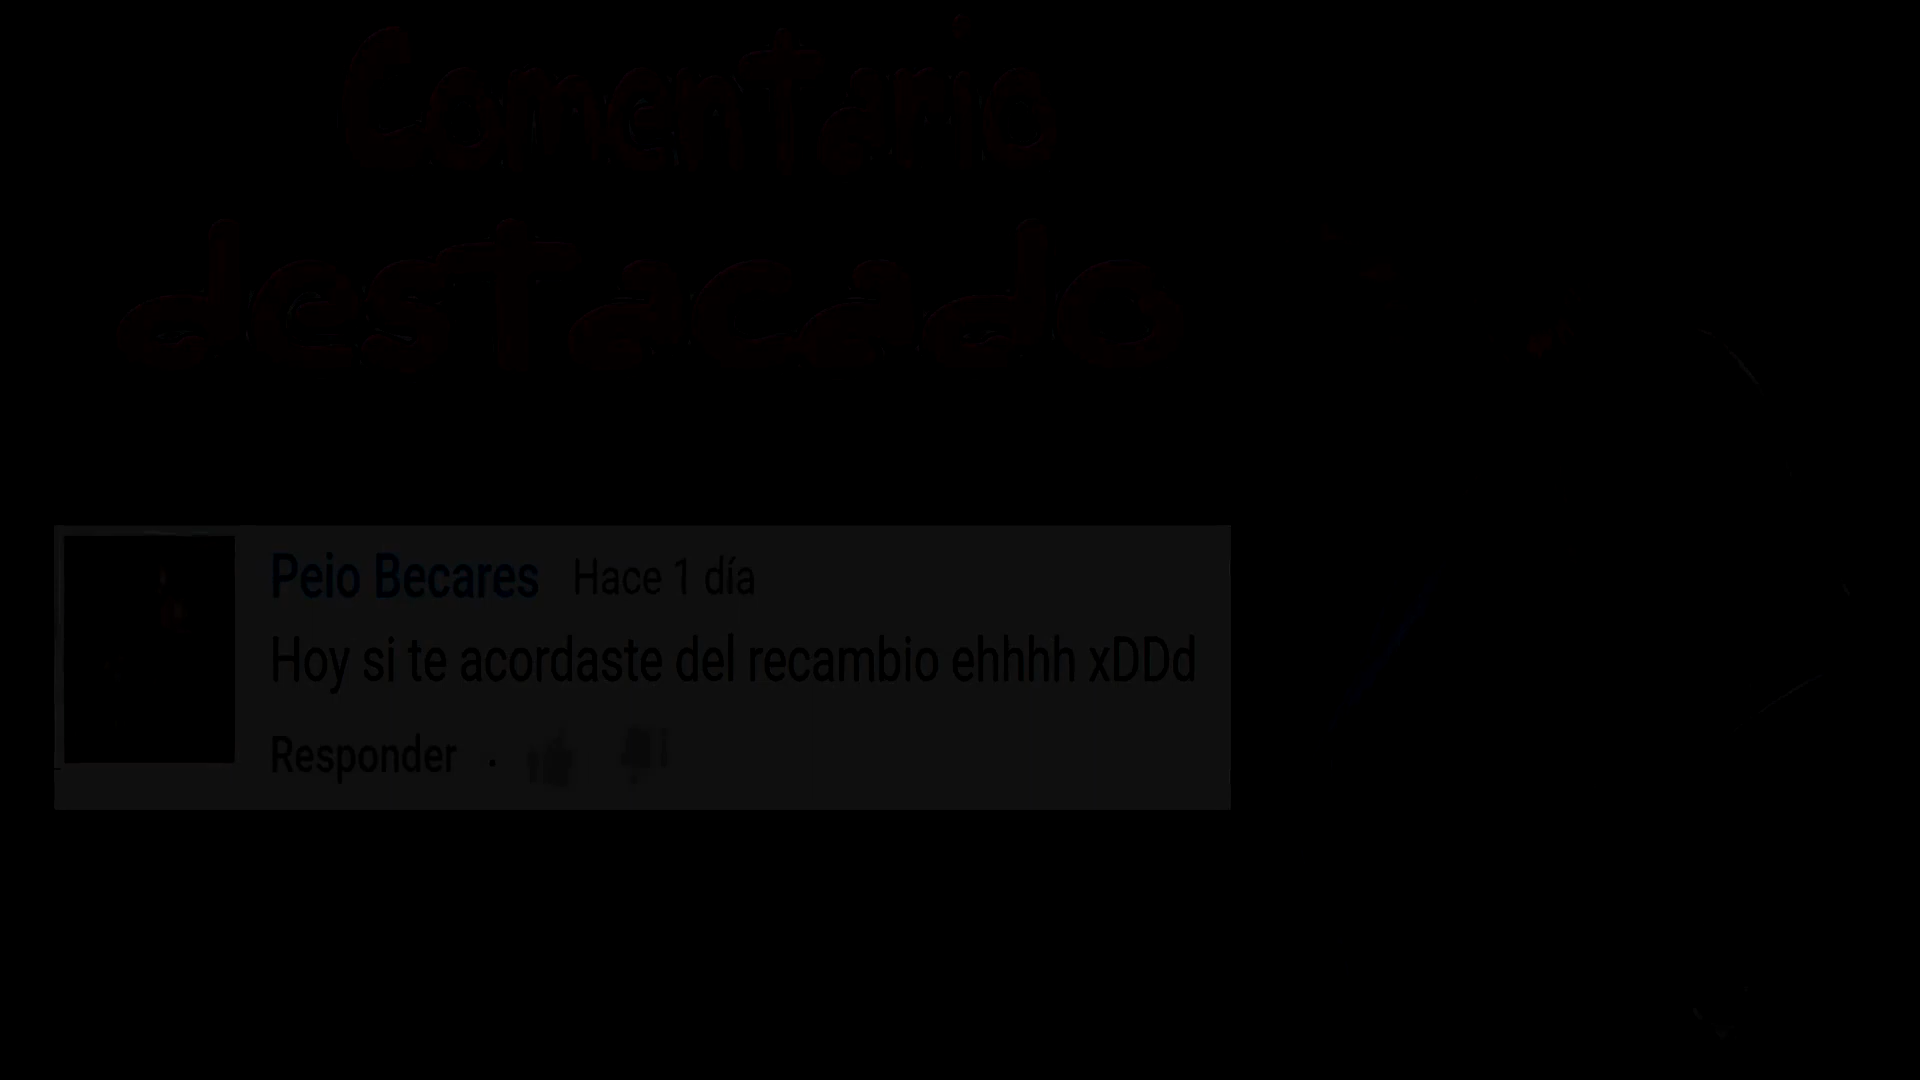 Comentario
destacado
Peio Becares Hace 1 día
Hoy si te acordaste del recambio ehhhh xDDd
Responder ·